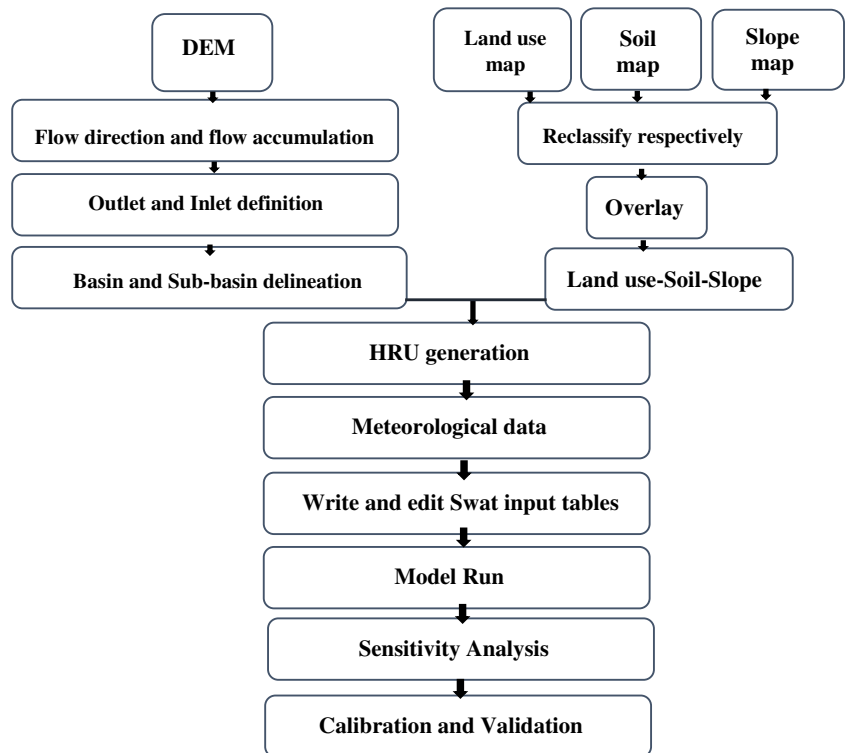 DEM
Land use
map
Soil
map
Slope
map
Flow direction and flow accumulation
Reclassify respectively
Outlet and Inlet definition
Overlay
Basin and Sub-basin delineation
Land use-Soil-Slope
HRU generation
Meteorological data
Write and edit Swat input tables
Model Run
Sensitivity Analysis
Calibration and Validation